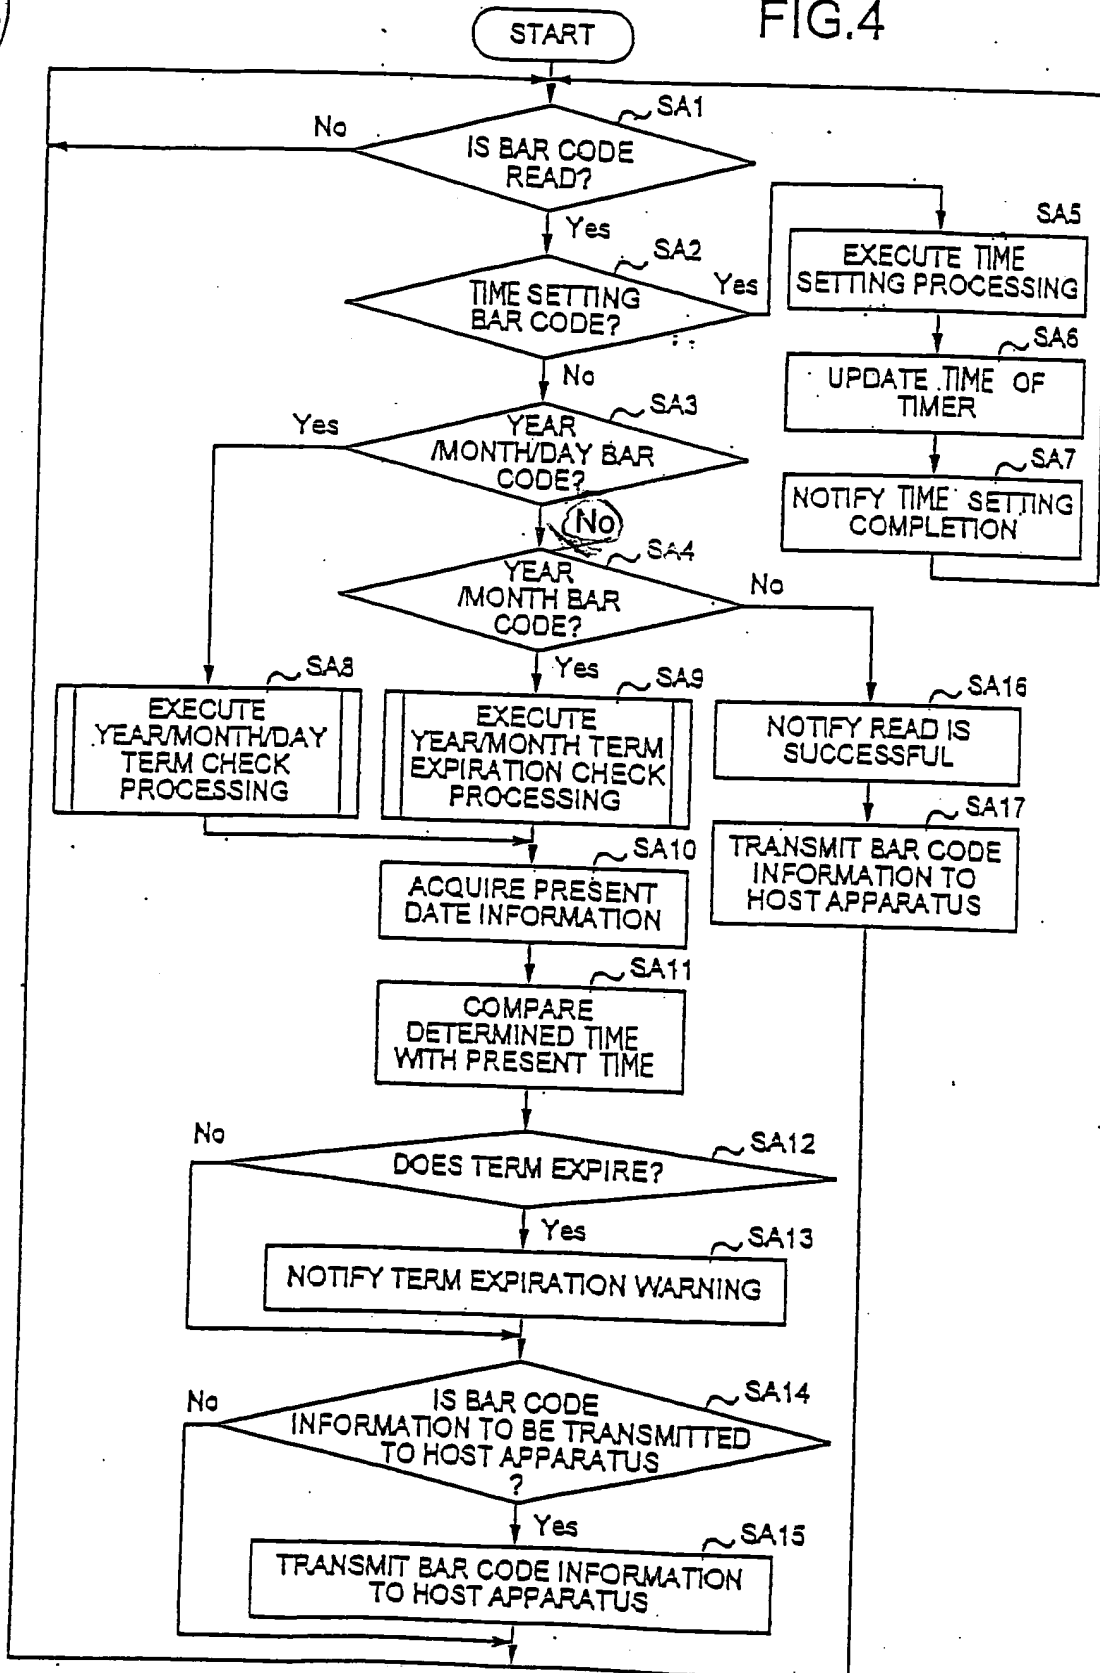 FIG.4
START
SA1
No
IS BAR CODE
READ?
Yes
SA2
Yes
TIME SETTING
BAR CODE?
No
SA5
EXECUTE TIME
SETTING PROCESSING
SA6
UPDATE TIME OF
TIMER
SA7
NOTIFY TIME SETTING
COMPLETION
SA3
Yes
YEAR
/MONTH/DAY BAR
CODE?
No
SA4
YEAR
/MONTH BAR
CODE?
No
Yes
SA8
EXECUTE
YEAR/MONTH/DAY
TERM CHECK
PROCESSING
SA9
EXECUTE
YEAR/MONTH TERM
EXPIRATION CHECK
PROCESSING
SA16
NOTIFY READ IS
SUCCESSFUL
SA17
TRANSMIT BAR CODE
INFORMATION TO
HOST APPARATUS
SA10
ACQUIRE PRESENT
DATE INFORMATION
SA11
COMPARE
DETERMINED TIME
WITH PRESENT TIME
SA12
No
DOES TERM EXPIRE?
Yes
SA13
NOTIFY TERM EXPIRATION WARNING
SA14
No
IS BAR CODE
INFORMATION TO BE TRANSMITTED
TO HOST APPARATUS
?
Yes
SA15
TRANSMIT BAR CODE INFORMATION
TO HOST APPARATUS